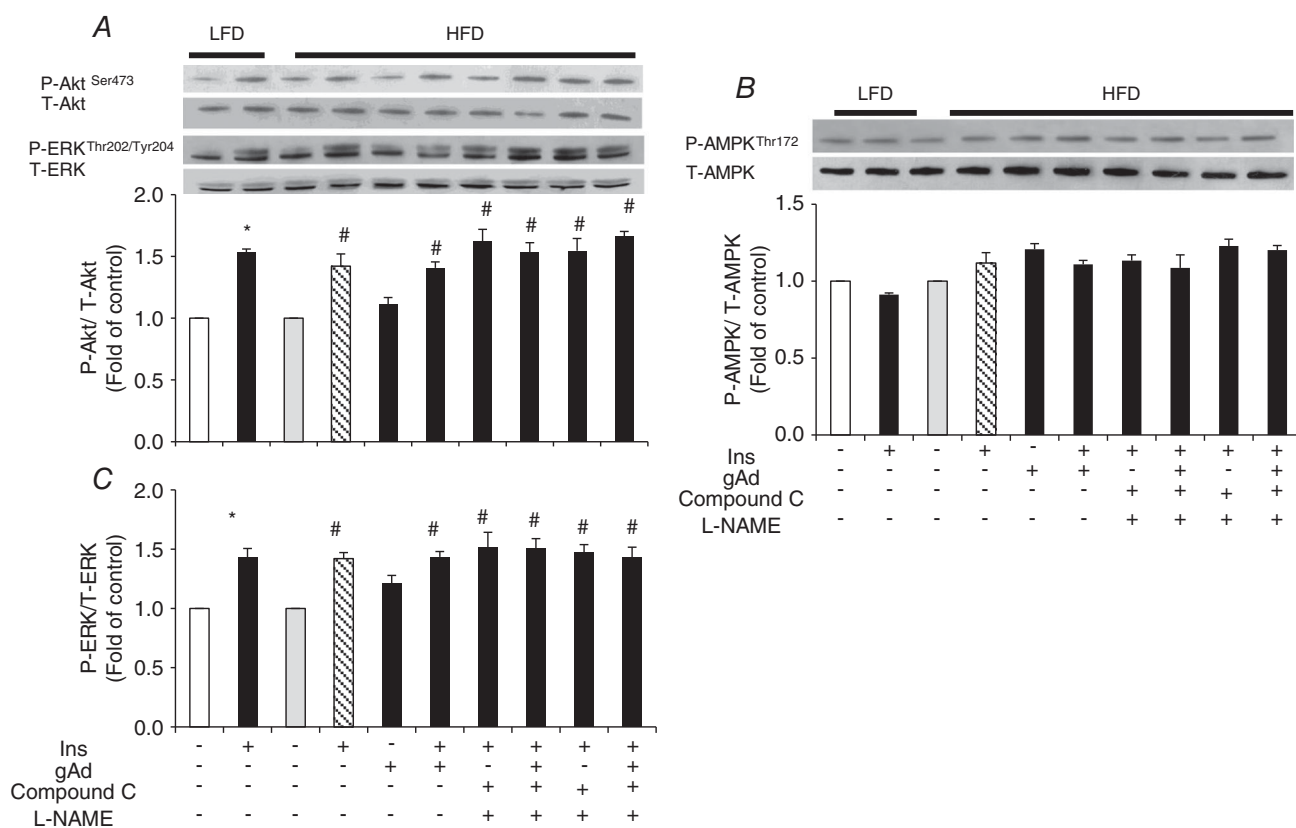 A
LFD HFD
P-Akt Ser473
T-Akt
P-ERK Thr202/Tyr204
T-ERK
2.0
1.5
1.0
0.5
0.0
P-Akt/ T-Akt
(Fold of control)
* # # # # # #
B
LFD HFD
P-AMPK Thr172
T-AMPK
1.5
1.0
0.5
0.0
P-AMPK/ T-AMPK
(Fold of control)
Ins - + - + - + + + + +
gAd - - - - + + - + - +
Compound C - - - - - - + + + +
L-NAME - - - - - - + + + +
C
2.0
1.5
1.0
0.5
0.0
P-ERK/T-ERK
(Fold of control)
* # # # # # #
Ins - + - + - + + + + +
gAd - - - - + + - + - +
Compound C - - - - - - + + + +
L-NAME - - - - - - + + + +